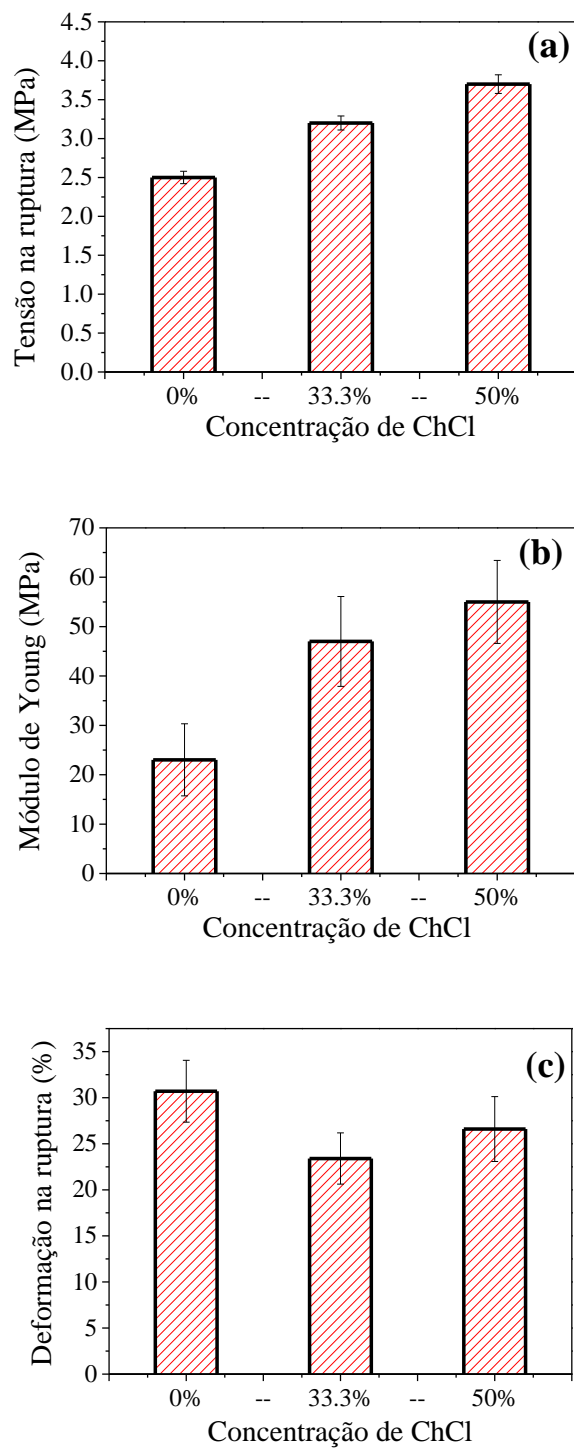 (a)
Tensão na ruptura (MPa)
4.5
4.0
3.5
3.0
2.5
2.0
1.5
1.0
0.5
0.0
0% -- 33.3% -- 50%
Concentração de ChCl
(b)
Módulo de Young (MPa)
70
60
50
40
30
20
10
0
0% -- 33.3% -- 50%
Concentração de ChCl
(c)
Deformação na ruptura (%)
35
30
25
20
15
10
5
0
0% -- 33.3% -- 50%
Concentração de ChCl